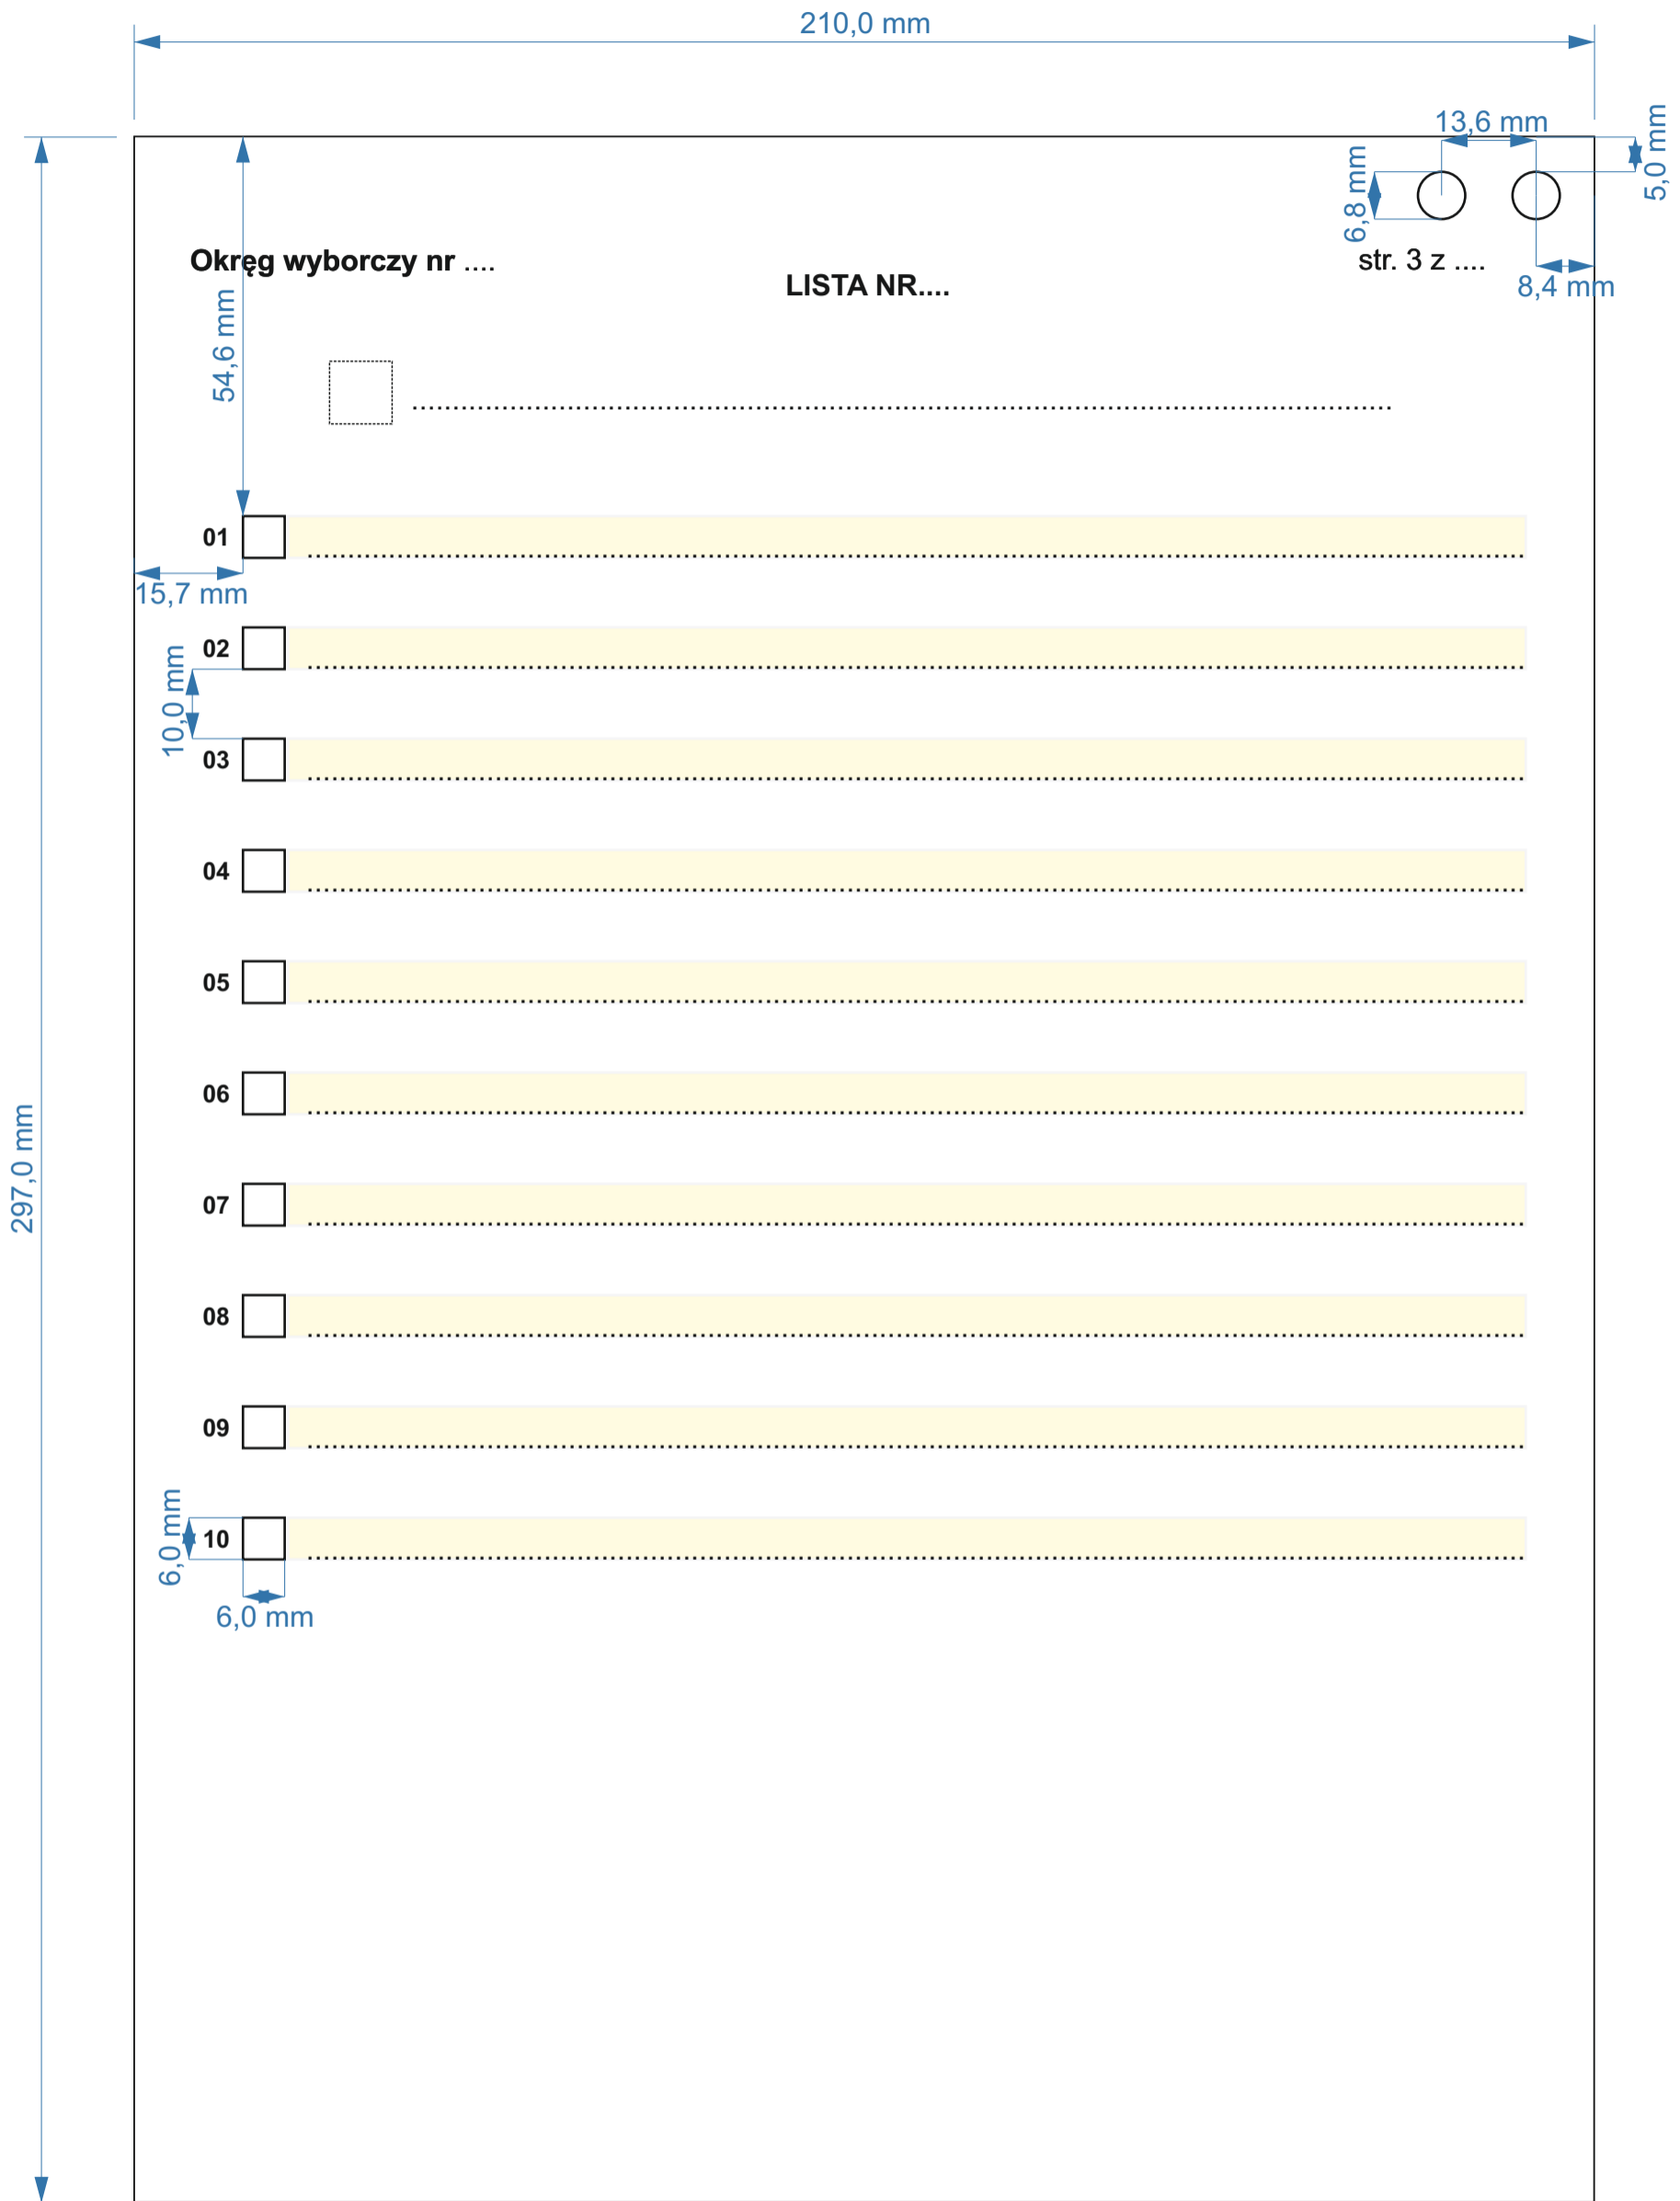 210,0 mm
13,6 mm
5,0 mm
6,8 mm
Okręg wyborczy nr ....
str. 3 z ....
LISTA NR....
8,4 mm
54,6 mm
....................................................................................................
01 ....................................................................................................
15,7 mm
02 ....................................................................................................
10,0 mm
03 ....................................................................................................
04 ....................................................................................................
05 ....................................................................................................
06 ....................................................................................................
297,0 mm
07 ....................................................................................................
08 ....................................................................................................
09 ....................................................................................................
6,0 mm
10 ....................................................................................................
6,0 mm